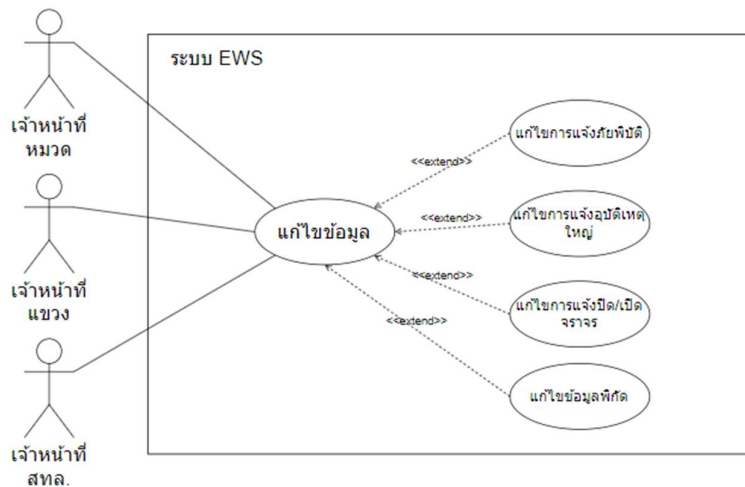 ระบบ EWS
เจ้าหน้าที่
หมวด
แก้ไขการแจ้งภัยพิบัติ
<<extend>>
เจ้าหน้าที่
แขวง
แก้ไขข้อมูล
<<extend>>
แก้ไขการแจ้งอุบัติเหตุ
ใหญ่
<<extend>>
แก้ไขการแจ้งปิด/เปิด
จราจร
<<extend>>
แก้ไขข้อมูลพิกัด
เจ้าหน้าที่
สทล.